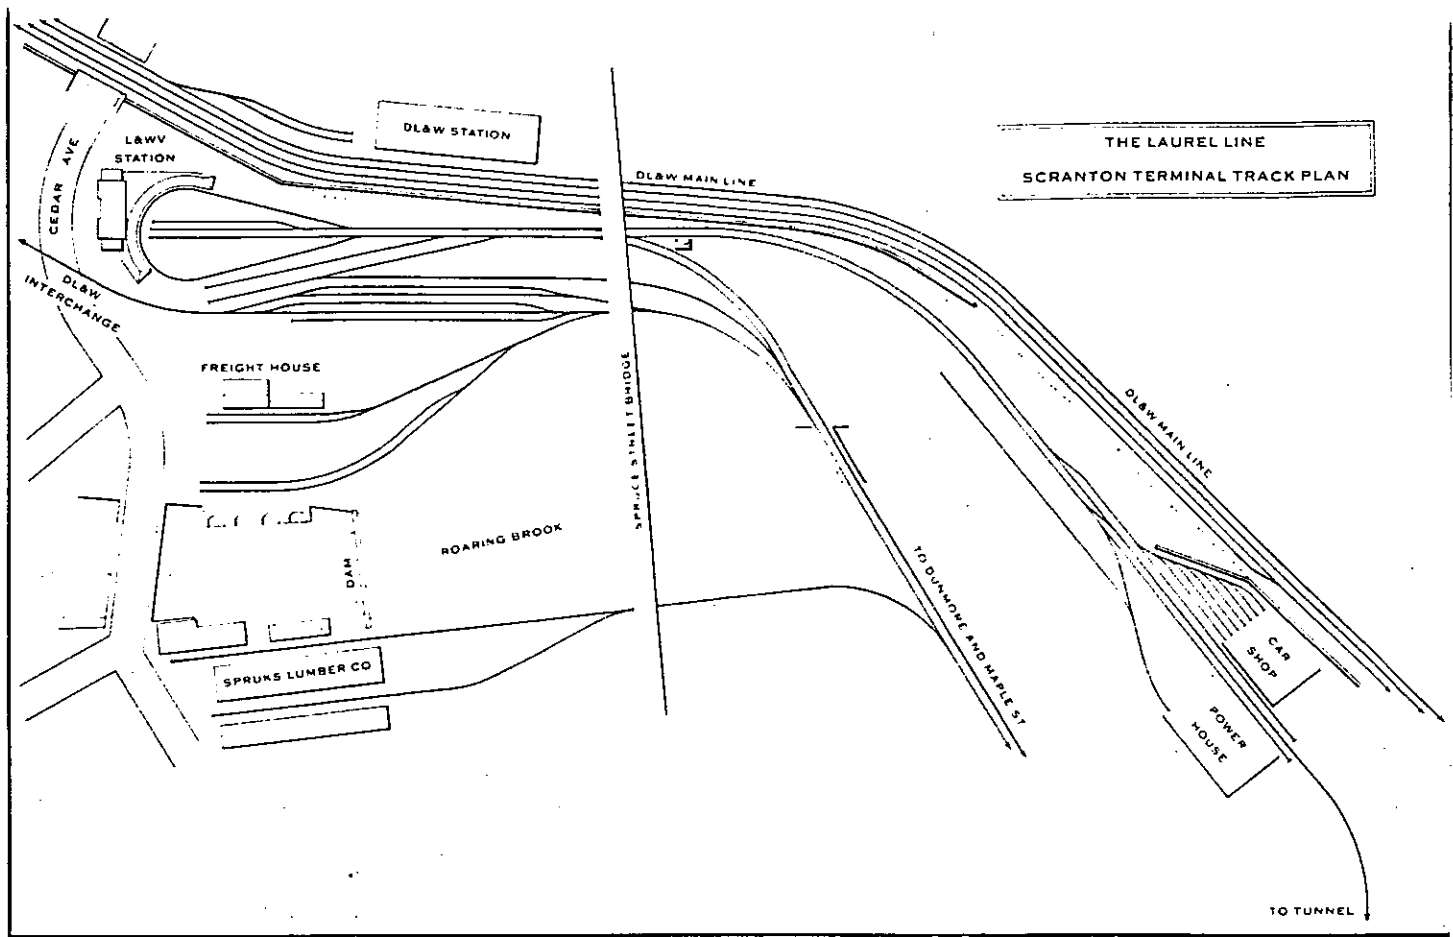 DL&W STATION
THE LAUREL LINE
SCRANTON TERMINAL TRACK PLAN
L&WV
STATION
CEDAR AVE
DL&W MAIN LINE
DL&W
INTERCHANGE
FREIGHT HOUSE
SPRUCE STREET BRIDGE
DL&W MAIN LINE
ROARING BROOK
DAM
TO DUNMORE AND MAPLE ST
CAR
SHOP
SPRUKS LUMBER CO
POWER
HOUSE
TO TUNNEL